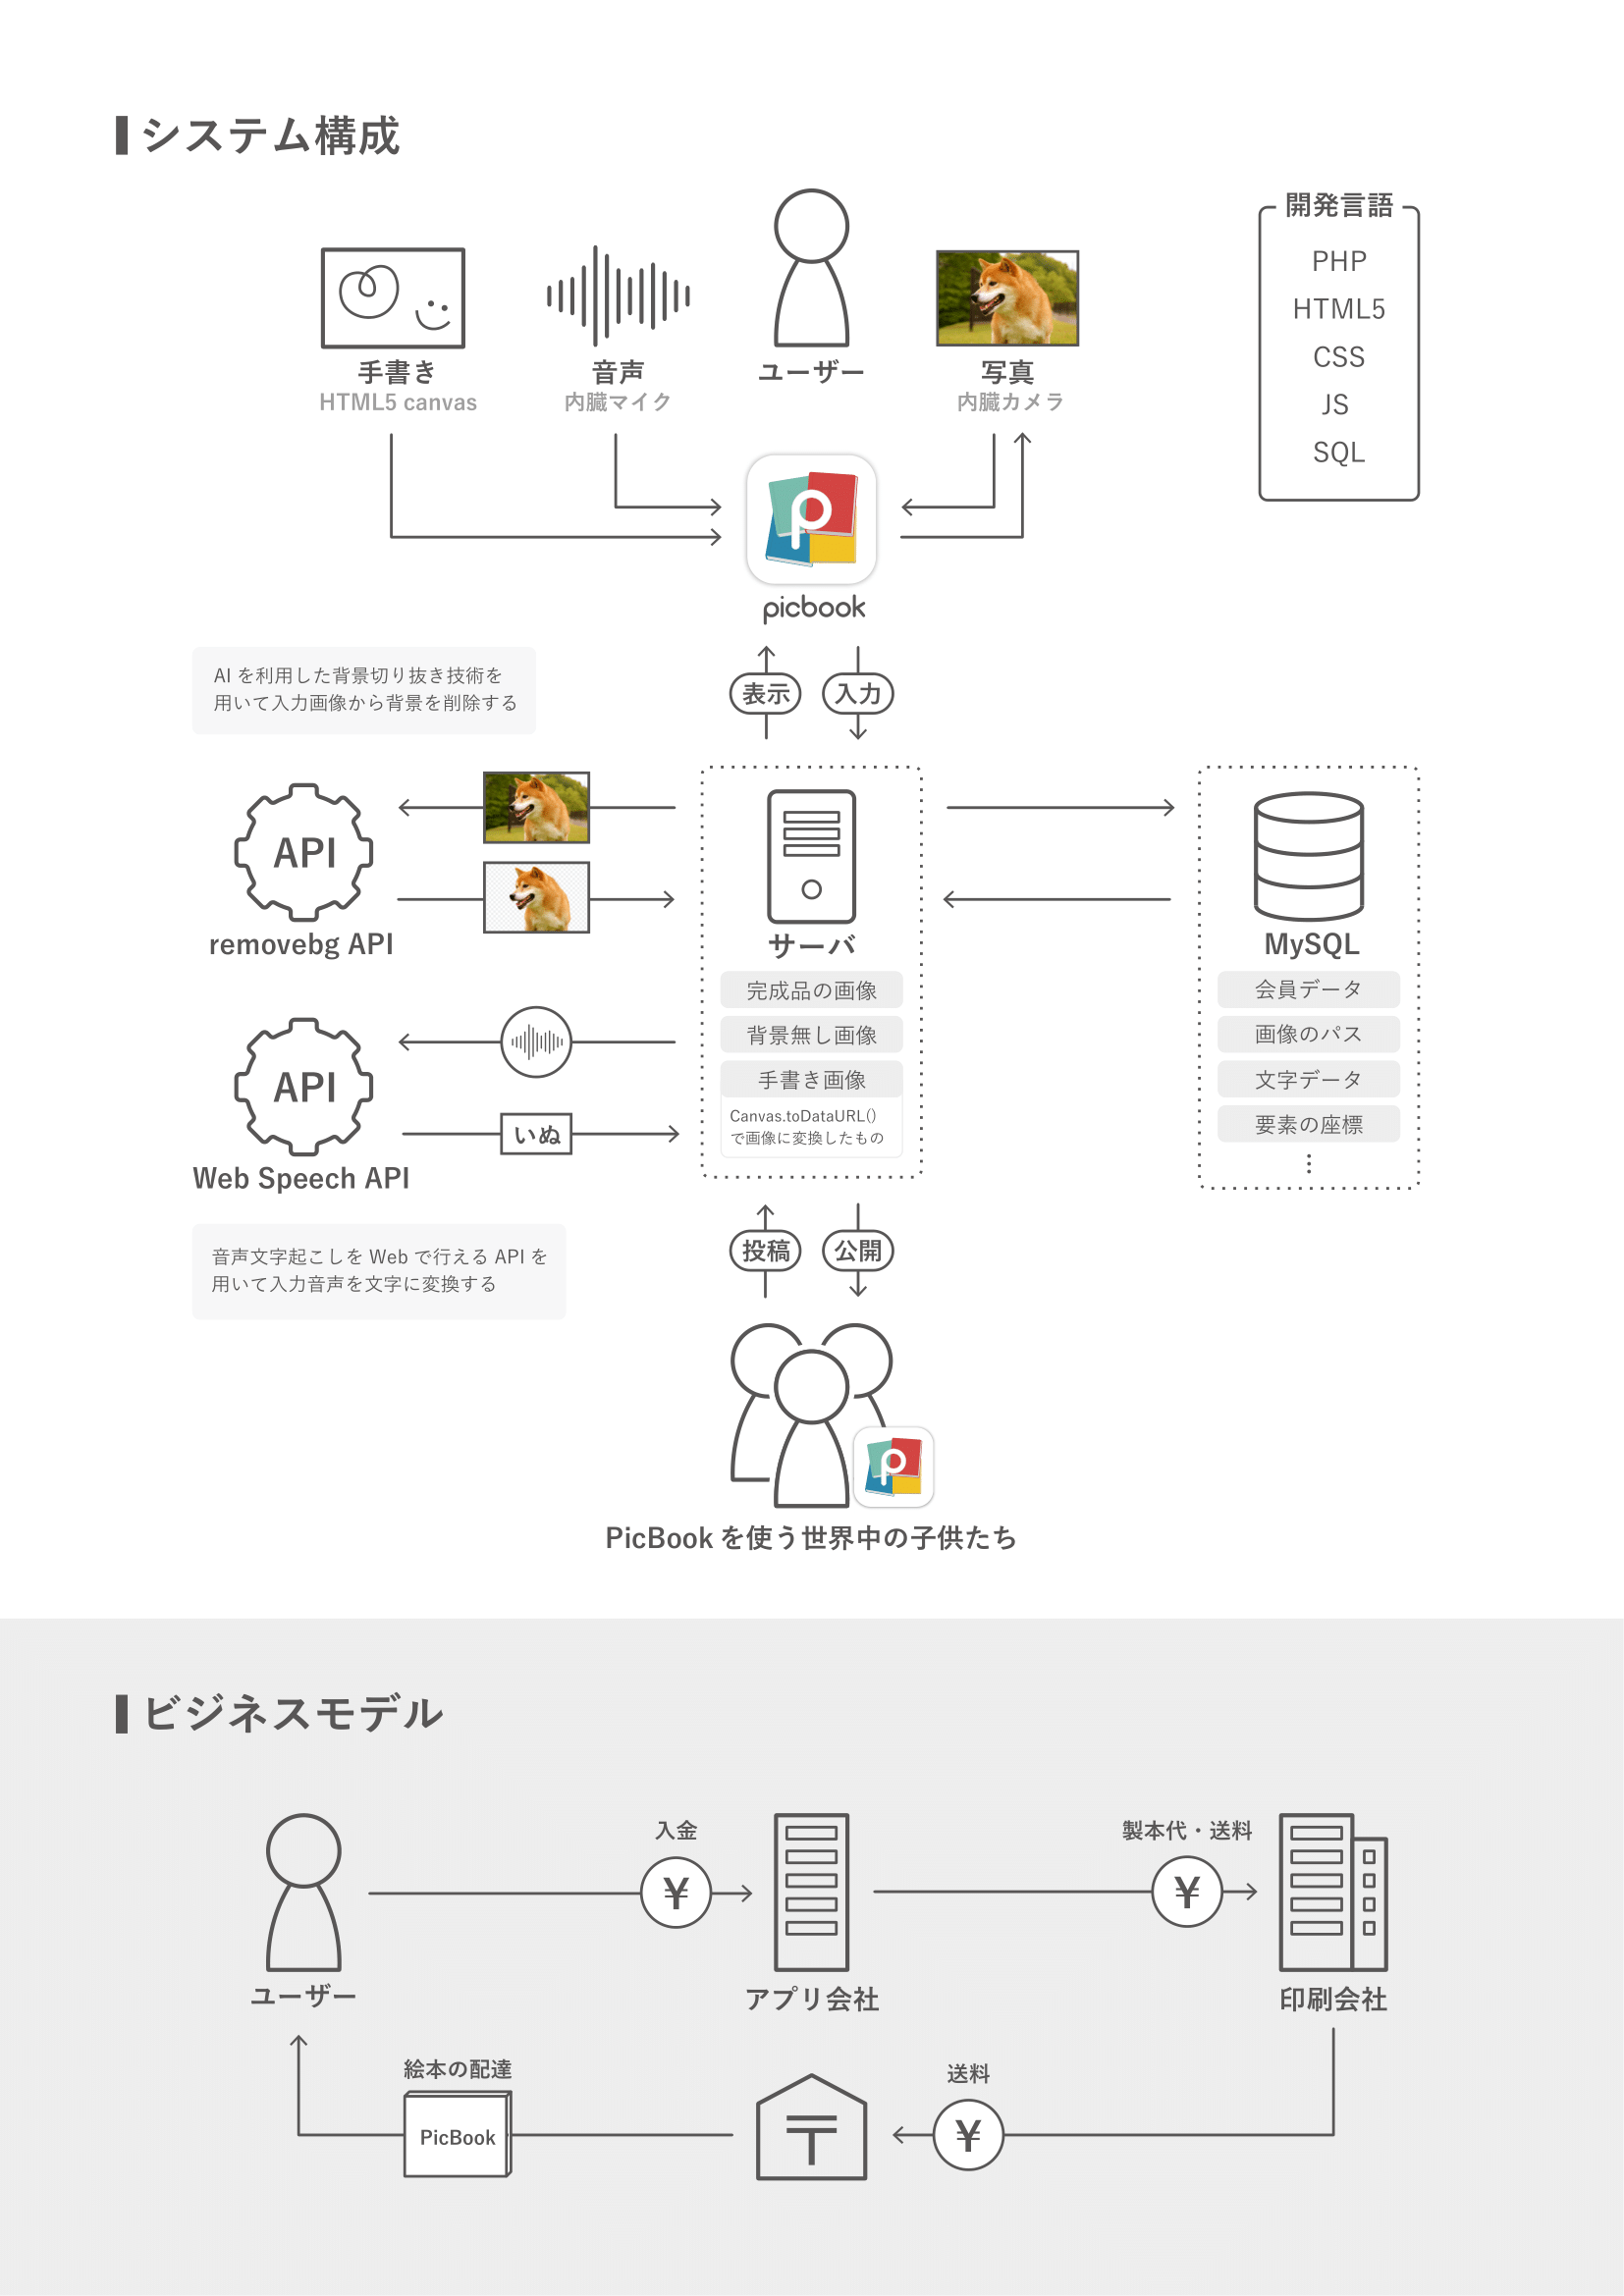 システム構成
開発言語
PHP
HTML5
CSS
JS
SQL
手書き
HTML5 canvas
音声
内臓マイク
ユーザー
写真
内臓カメラ
picbook
AI を利用した背景切り抜き技術を
用いて入力画像から背景を削除する
表示
入力
API
removebg API
サーバ
完成品の画像
背景無し画像
手書き画像
Canvas.toDataURL()
で画像に変換したもの
MySQL
会員データ
画像のパス
文字データ
要素の座標
⋮
API
Web Speech API
いぬ
音声文字起こしを Web で行える API を
用いて入力音声を文字に変換する
投稿
公開
PicBook を使う世界中の子供たち
ビジネスモデル
入金
¥
製本代・送料
¥
ユーザー
アプリ会社
印刷会社
絵本の配達
PicBook
〒
送料
¥